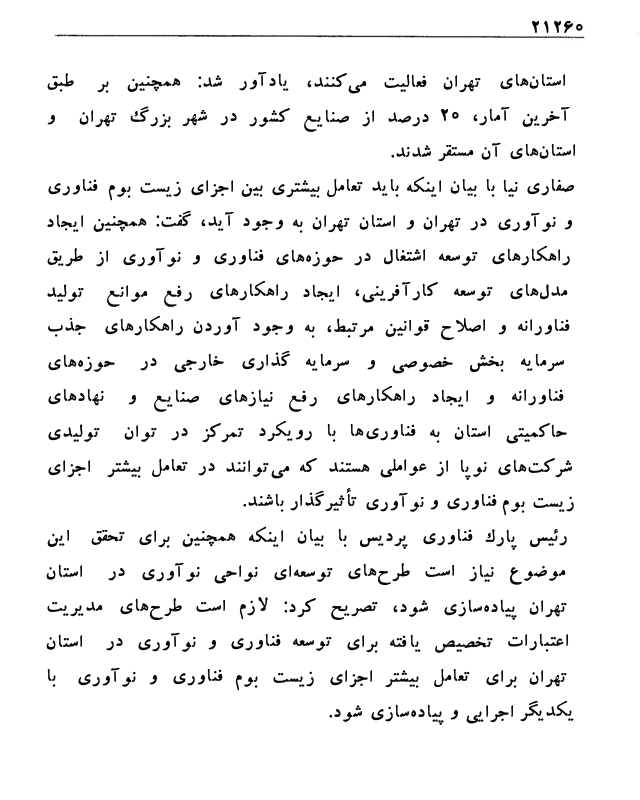 ۲۱۲۶۰
استان‌های تهران فعالیت می‌کنند، یادآور شد: همچنین بر طبق
آخرین آمار، ۲۵ درصد از صنایع کشور در شهر بزرگ تهران و
استان‌های آن مستقر شدند.
صفاری نیا با بیان اینکه باید تعامل بیشتری بین اجزای زیست بوم فناوری
و نوآوری در تهران و استان تهران به وجود آید، گفت: همچنین ایجاد
راهکارهای توسعه اشتغال در حوزه‌های فناوری و نوآوری از طریق
مدل‌های توسعه کارآفرینی، ایجاد راهکارهای رفع موانع تولید
فناورانه و اصلاح قوانین مرتبط، به وجود آوردن راهکارهای جذب
سرمایه بخش خصوصی و سرمایه گذاری خارجی در حوزه‌های
فناورانه و ایجاد راهکارهای رفع نیازهای صنایع و نهادهای
حاکمیتی استان به فناوری‌ها با رویکرد تمرکز در توان تولیدی
شرکت‌های نوپا از عواملی هستند که می‌توانند در تعامل بیشتر اجزای
زیست بوم فناوری و نوآوری تأثیرگذار باشند.
رئیس پارک فناوری پردیس با بیان اینکه همچنین برای تحقق این
موضوع نیاز است طرح‌های توسعه‌ای نواحی نوآوری در استان
تهران پیاده‌سازی شود، تصریح کرد: لازم است طرح‌های مدیریت
اعتبارات تخصیص یافته برای توسعه فناوری و نوآوری در استان
تهران برای تعامل بیشتر اجزای زیست بوم فناوری و نوآوری با
یکدیگر اجرایی و پیاده‌سازی شود.